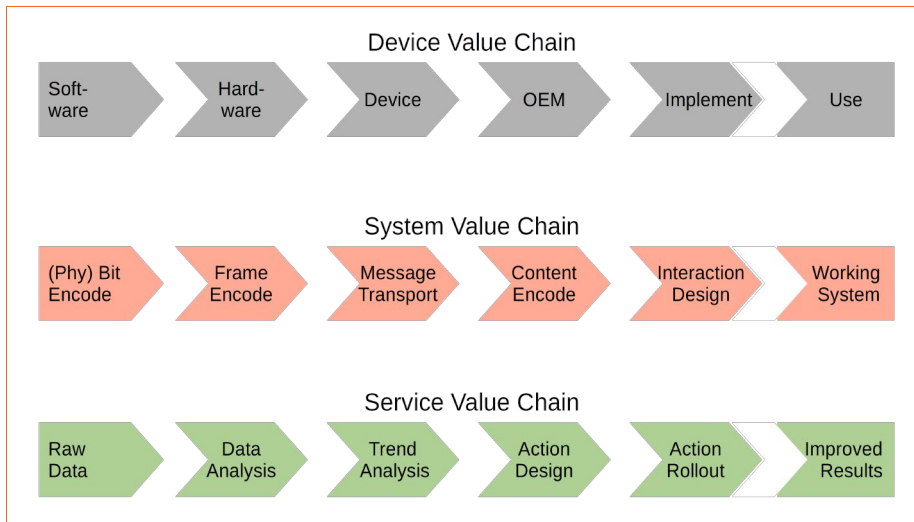 Device Value Chain
Soft-
ware
Hard-
ware
Device
OEM
Implement
Use
System Value Chain
(Phy) Bit
Encode
Frame
Encode
Message
Transport
Content
Encode
Interaction
Design
Working
System
Service Value Chain
Raw
Data
Data
Analysis
Trend
Analysis
Action
Design
Action
Rollout
Improved
Results